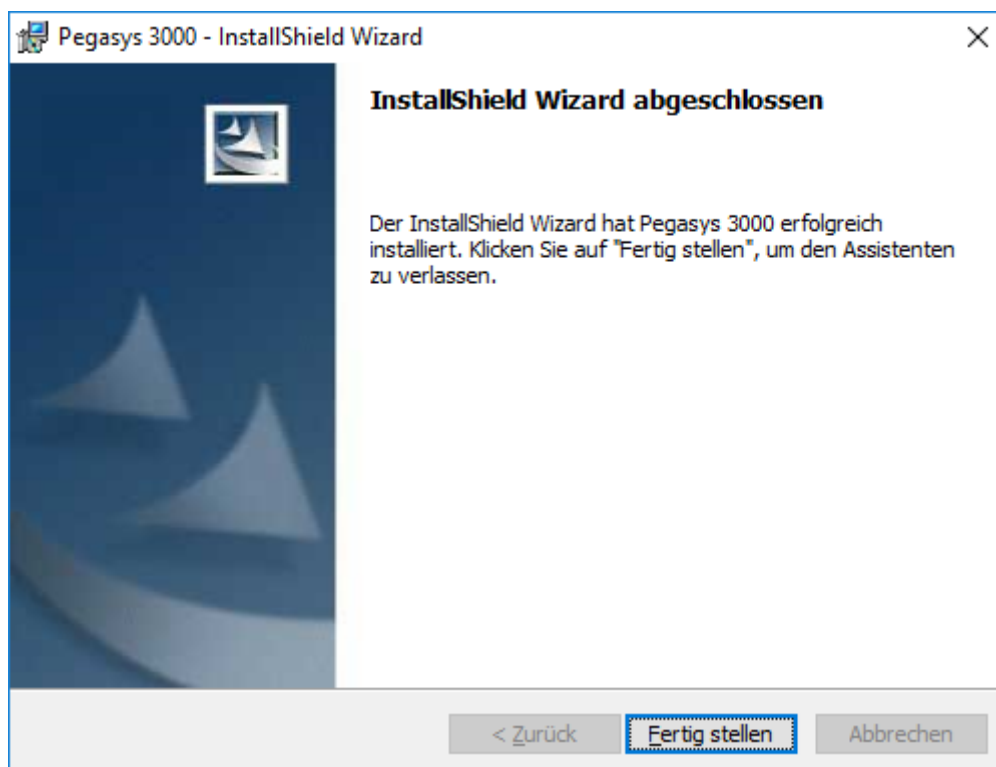 Pegasys 3000 - InstallShield Wizard
InstallShield Wizard abgeschlossen
Der InstallShield Wizard hat Pegasys 3000 erfolgreich
installiert. Klicken Sie auf "Fertig stellen", um den Assistenten
zu verlassen.
< Zurück
Fertig stellen
Abbrechen